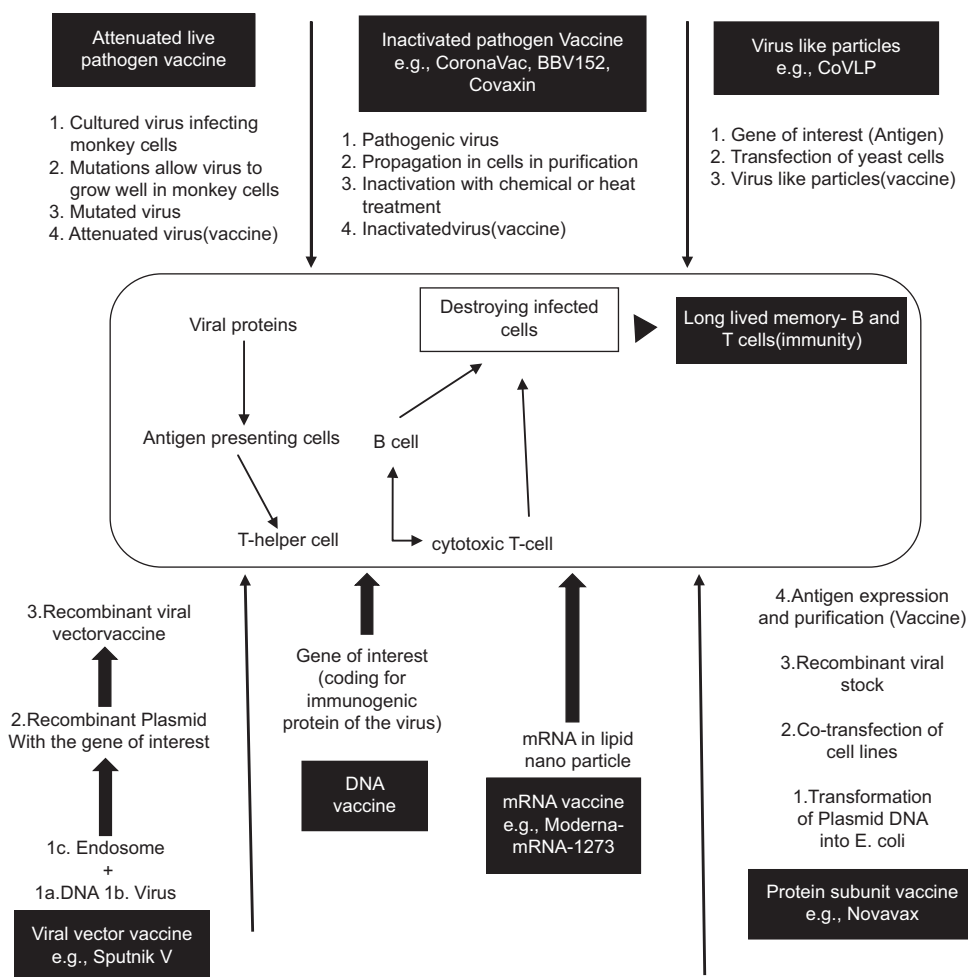 Attenuated live
pathogen vaccine
1. Cultured virus infecting
monkey cells
2. Mutations allow virus to
grow well in monkey cells
3. Mutated virus
4. Attenuated virus(vaccine)
Inactivated pathogen Vaccine
e.g., CoronaVac, BBV152,
Covaxin
1. Pathogenic virus
2. Propagation in cells in purification
3. Inactivation with chemical or heat
treatment
4. Inactivatedvirus(vaccine)
Virus like particles
e.g., CoVLP
1. Gene of interest (Antigen)
2. Transfection of yeast cells
3. Virus like particles(vaccine)
Viral proteins
Antigen presenting cells
T-helper cell
B cell
cytotoxic T-cell
Destroying infected
cells
Long lived memory- B and
T cells(immunity)
3.Recombinant viral
vectorvaccine
2.Recombinant Plasmid
With the gene of interest
1c. Endosome
+
1a.DNA 1b. Virus
Viral vector vaccine
e.g., Sputnik V
Gene of interest
(coding for
immunogenic
protein of the virus)
DNA
vaccine
mRNA in lipid
nano particle
mRNA vaccine
e.g., Moderna-
mRNA-1273
4.Antigen expression
and purification (Vaccine)
3.Recombinant viral
stock
2.Co-transfection of
cell lines
1.Transformation
of Plasmid DNA
into E. coli
Protein subunit vaccine
e.g., Novavax